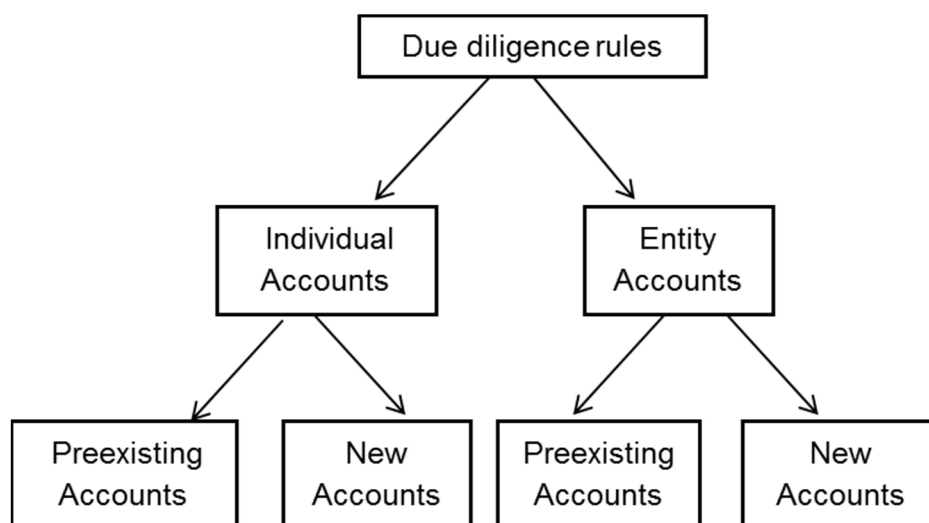 Due diligence rules
Individual
Accounts
Entity
Accounts
Preexisting
Accounts
New
Accounts
Preexisting
Accounts
New
Accounts